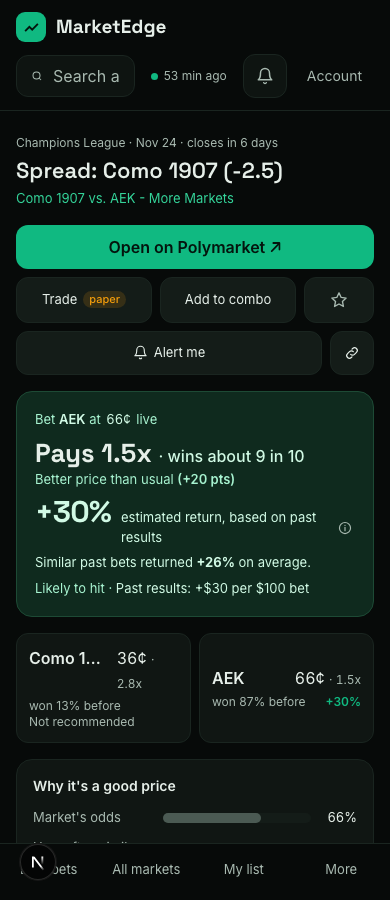 MarketEdge
Search a
53 min ago
Account
Champions League · Nov 24 · closes in 6 days
Spread: Como 1907 (-2.5)
Como 1907 vs. AEK - More Markets
Open on Polymarket ↗
Trade paper
Add to combo
Alert me
Bet AEK at 66¢ live
Pays 1.5x · wins about 9 in 10
Better price than usual (+20 pts)
+30% estimated return, based on past
results
Similar past bets returned +26% on average.
Likely to hit · Past results: +$30 per $100 bet
Como 1... 36¢ ·
2.8x
won 13% before
Not recommended
AEK 66¢ · 1.5x
won 87% before +30%
Why it's a good price
Market's odds 66%
N
All markets
My list
More